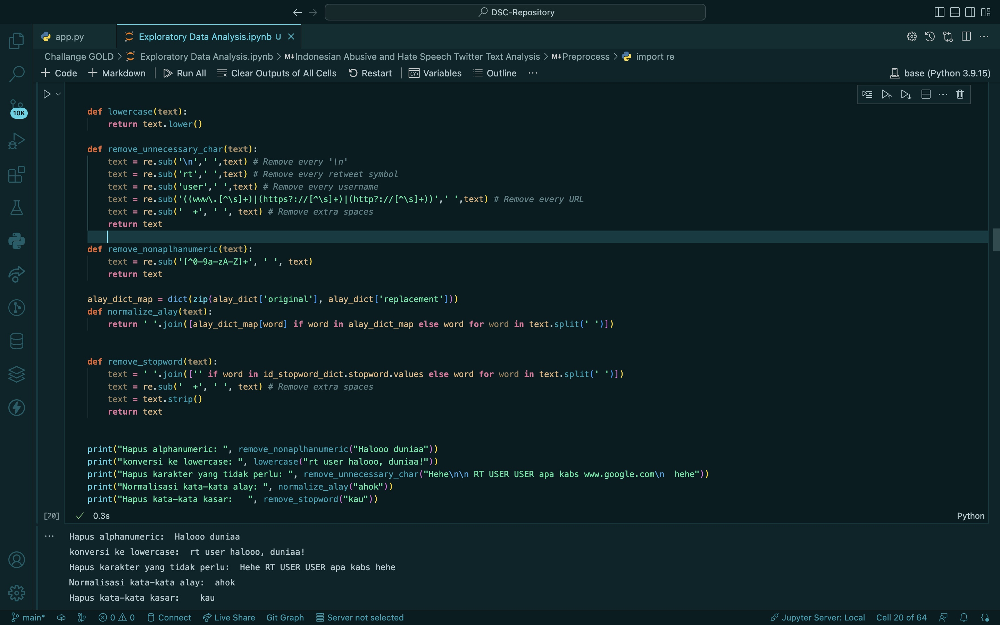 DSC-Repository
app.py
Exploratory Data Analysis.ipynb U
Challange GOLD > Exploratory Data Analysis.ipynb > M↓Indonesian Abusive and Hate Speech Twitter Text Analysis > M↓Preprocess > import re
Code Markdown Run All Clear Outputs of All Cells Restart Variables Outline ··· base (Python 3.9.15)
10K
def lowercase(text):
    return text.lower()
def remove_unnecessary_char(text):
    text = re.sub('\n',' ',text) # Remove every '\n'
    text = re.sub('rt',' ',text) # Remove every retweet symbol
    text = re.sub('user',' ',text) # Remove every username
    text = re.sub('((www\.[^\s]+)|(https?://[^\s]+)|(http?://[^\s]+))',' ',text) # Remove every URL
    text = re.sub('  +', ' ', text) # Remove extra spaces
    return text
def remove_nonaplhanumeric(text):
    text = re.sub('[^0-9a-zA-Z]+', ' ', text)
    return text
alay_dict_map = dict(zip(alay_dict['original'], alay_dict['replacement']))
def normalize_alay(text):
    return ' '.join([alay_dict_map[word] if word in alay_dict_map else word for word in text.split(' ')])
def remove_stopword(text):
    text = ' '.join(['' if word in id_stopword_dict.stopword.values else word for word in text.split(' ')])
    text = re.sub('  +', ' ', text) # Remove extra spaces
    text = text.strip()
    return text
print("Hapus alphanumeric: ", remove_nonaplhanumeric("Halooo duniaa"))
print("konversi ke lowercase: ", lowercase("rt user halooo, duniaa!"))
print("Hapus karakter yang tidak perlu: ", remove_unnecessary_char("Hehe\n\n RT USER USER apa kabs www.google.com\n  hehe"))
print("Normalisasi kata-kata alay: ", normalize_alay("ahok"))
print("Hapus kata-kata kasar:   ", remove_stopword("kau"))
[20] 0.3s Python
Hapus alphanumeric:  Halooo duniaa
konversi ke lowercase:  rt user halooo, duniaa!
Hapus karakter yang tidak perlu:  Hehe RT USER USER apa kabs hehe
Normalisasi kata-kata alay:  ahok
Hapus kata-kata kasar:    kau
main* 0 0 Connect Live Share Git Graph Server not selected Jupyter Server: Local Cell 20 of 64